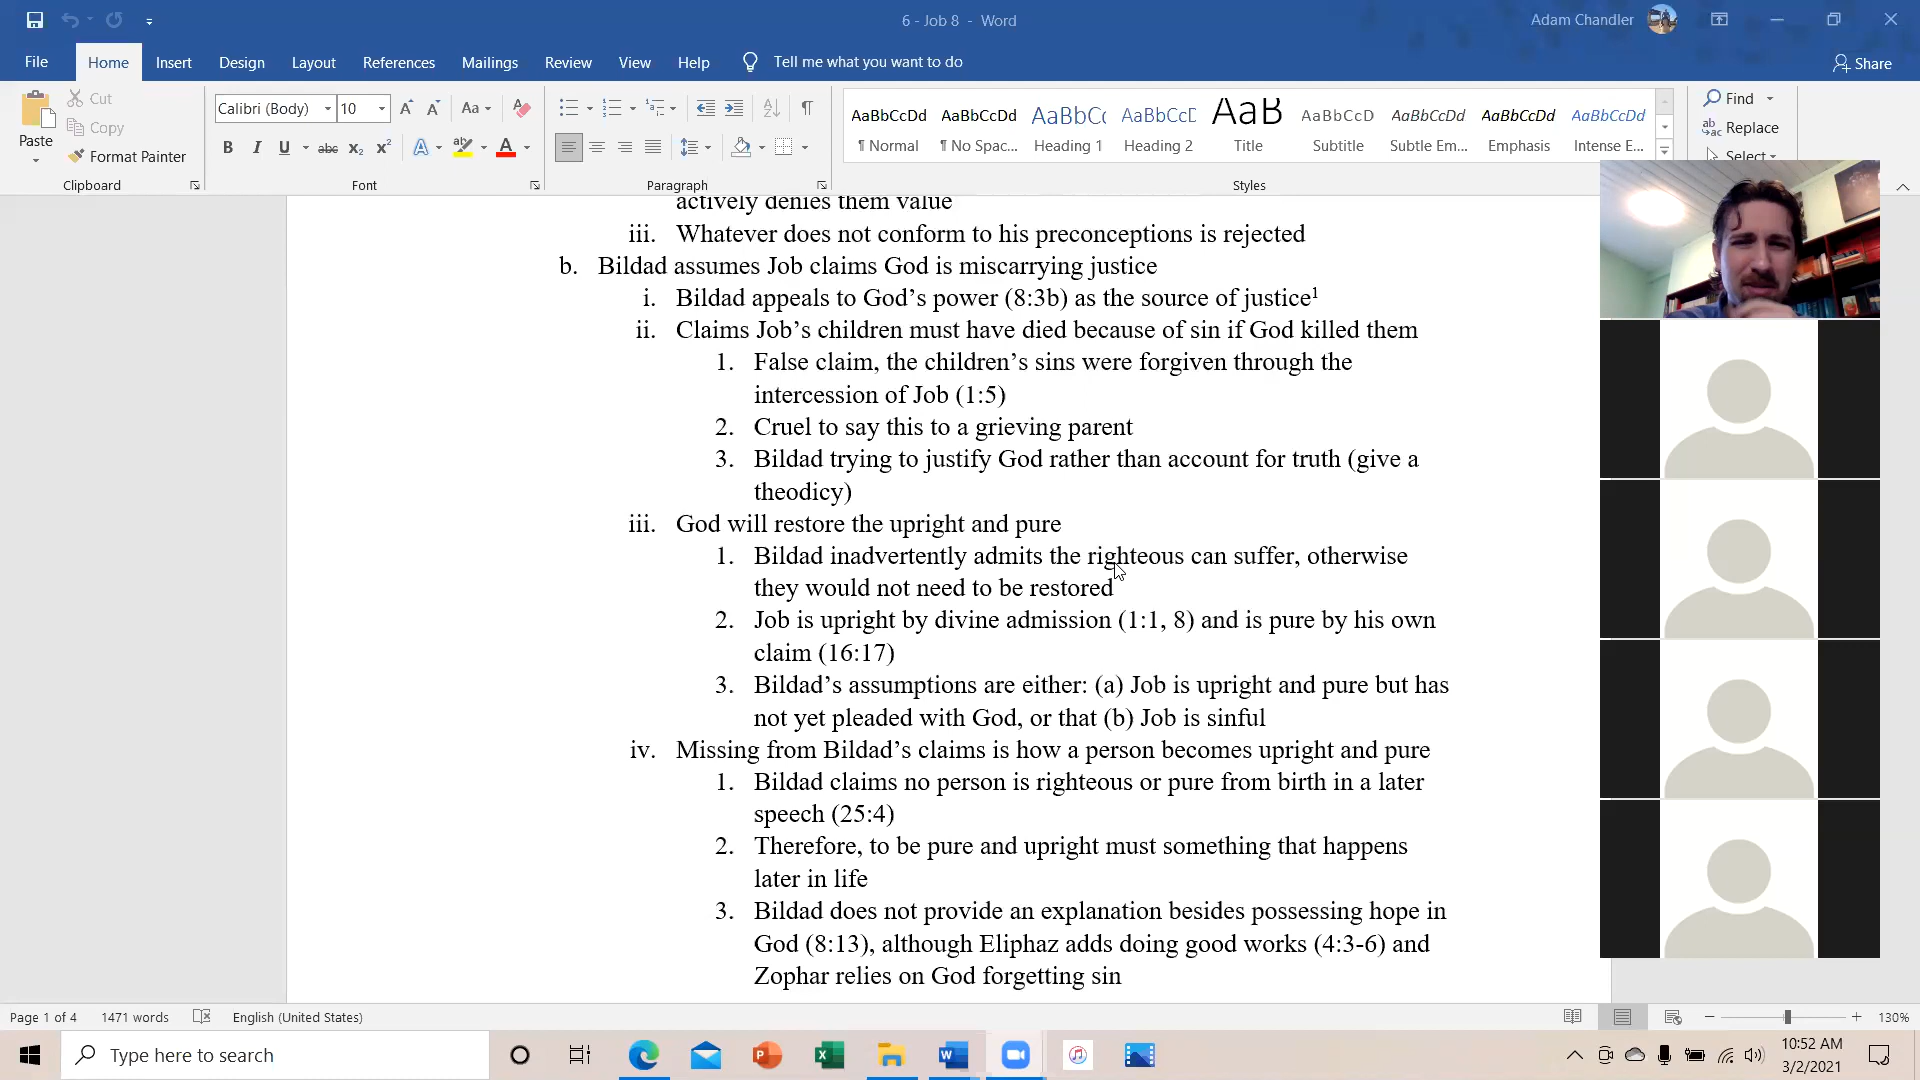 6 - Job 8 - Word
Adam Chandler
File
Home
Insert
Design
Layout
References
Mailings
Review
View
Help
Tell me what you want to do
Share
Paste
Cut
Copy
Format Painter
Clipboard
Calibri (Body)
10
Aa
B I U abc x₂ x² A A
Font
Paragraph
AaBbCcDd
¶ Normal
AaBbCcDd
¶ No Spac...
AaBbCc
Heading 1
AaBbCcD
Heading 2
AaB
Title
AaBbCcD
Subtitle
AaBbCcDd
Subtle Em...
AaBbCcDd
Emphasis
AaBbCcDd
Intense E...
Styles
Find
Replace
Select
actively denies them value
iii. Whatever does not conform to his preconceptions is rejected
b. Bildad assumes Job claims God is miscarrying justice
i. Bildad appeals to God’s power (8:3b) as the source of justice¹
ii. Claims Job’s children must have died because of sin if God killed them
1. False claim, the children’s sins were forgiven through the
intercession of Job (1:5)
2. Cruel to say this to a grieving parent
3. Bildad trying to justify God rather than account for truth (give a
theodicy)
iii. God will restore the upright and pure
1. Bildad inadvertently admits the righteous can suffer, otherwise
they would not need to be restored
2. Job is upright by divine admission (1:1, 8) and is pure by his own
claim (16:17)
3. Bildad’s assumptions are either: (a) Job is upright and pure but has
not yet pleaded with God, or that (b) Job is sinful
iv. Missing from Bildad’s claims is how a person becomes upright and pure
1. Bildad claims no person is righteous or pure from birth in a later
speech (25:4)
2. Therefore, to be pure and upright must something that happens
later in life
3. Bildad does not provide an explanation besides possessing hope in
God (8:13), although Eliphaz adds doing good works (4:3-6) and
Zophar relies on God forgetting sin
Page 1 of 4
1471 words
English (United States)
130%
Type here to search
10:52 AM
3/2/2021